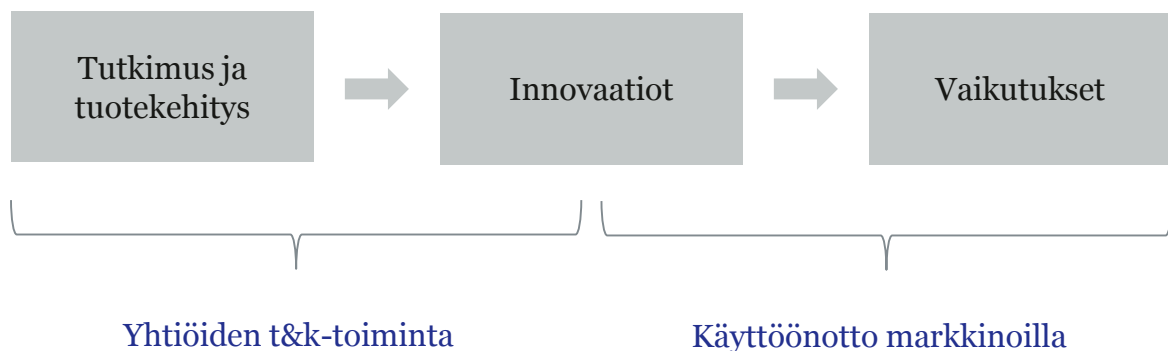 Tutkimus ja
tuotekehitys
Innovaatiot
Vaikutukset
Yhtiöiden t&k-toiminta
Käyttöönotto markkinoilla